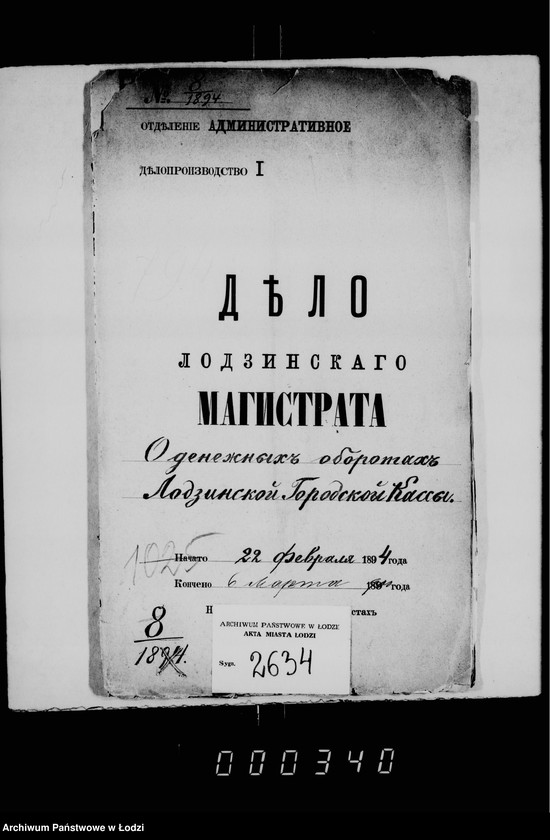 № 8/1894
ОТДѢЛЕНІЕ АДМИНИСТРАТИВНОЕ
ДѢЛОПРОИЗВОДСТВО I
ДѢЛО
ЛОДЗИНСКАГО
МАГИСТРАТА
О денежныхъ оборотахъ
Лодзинской Городской Кассы.
1025
Начато 22 Февраля 1894 года
Кончено 6 Марта 189 года
Н стахъ
8
1894.
ARCHIWUM PAŃSTWOWE W ŁODZI
AKTA MIASTA ŁODZI
Sygn. 2634
000340
Archiwum Państwowe w Łodzi